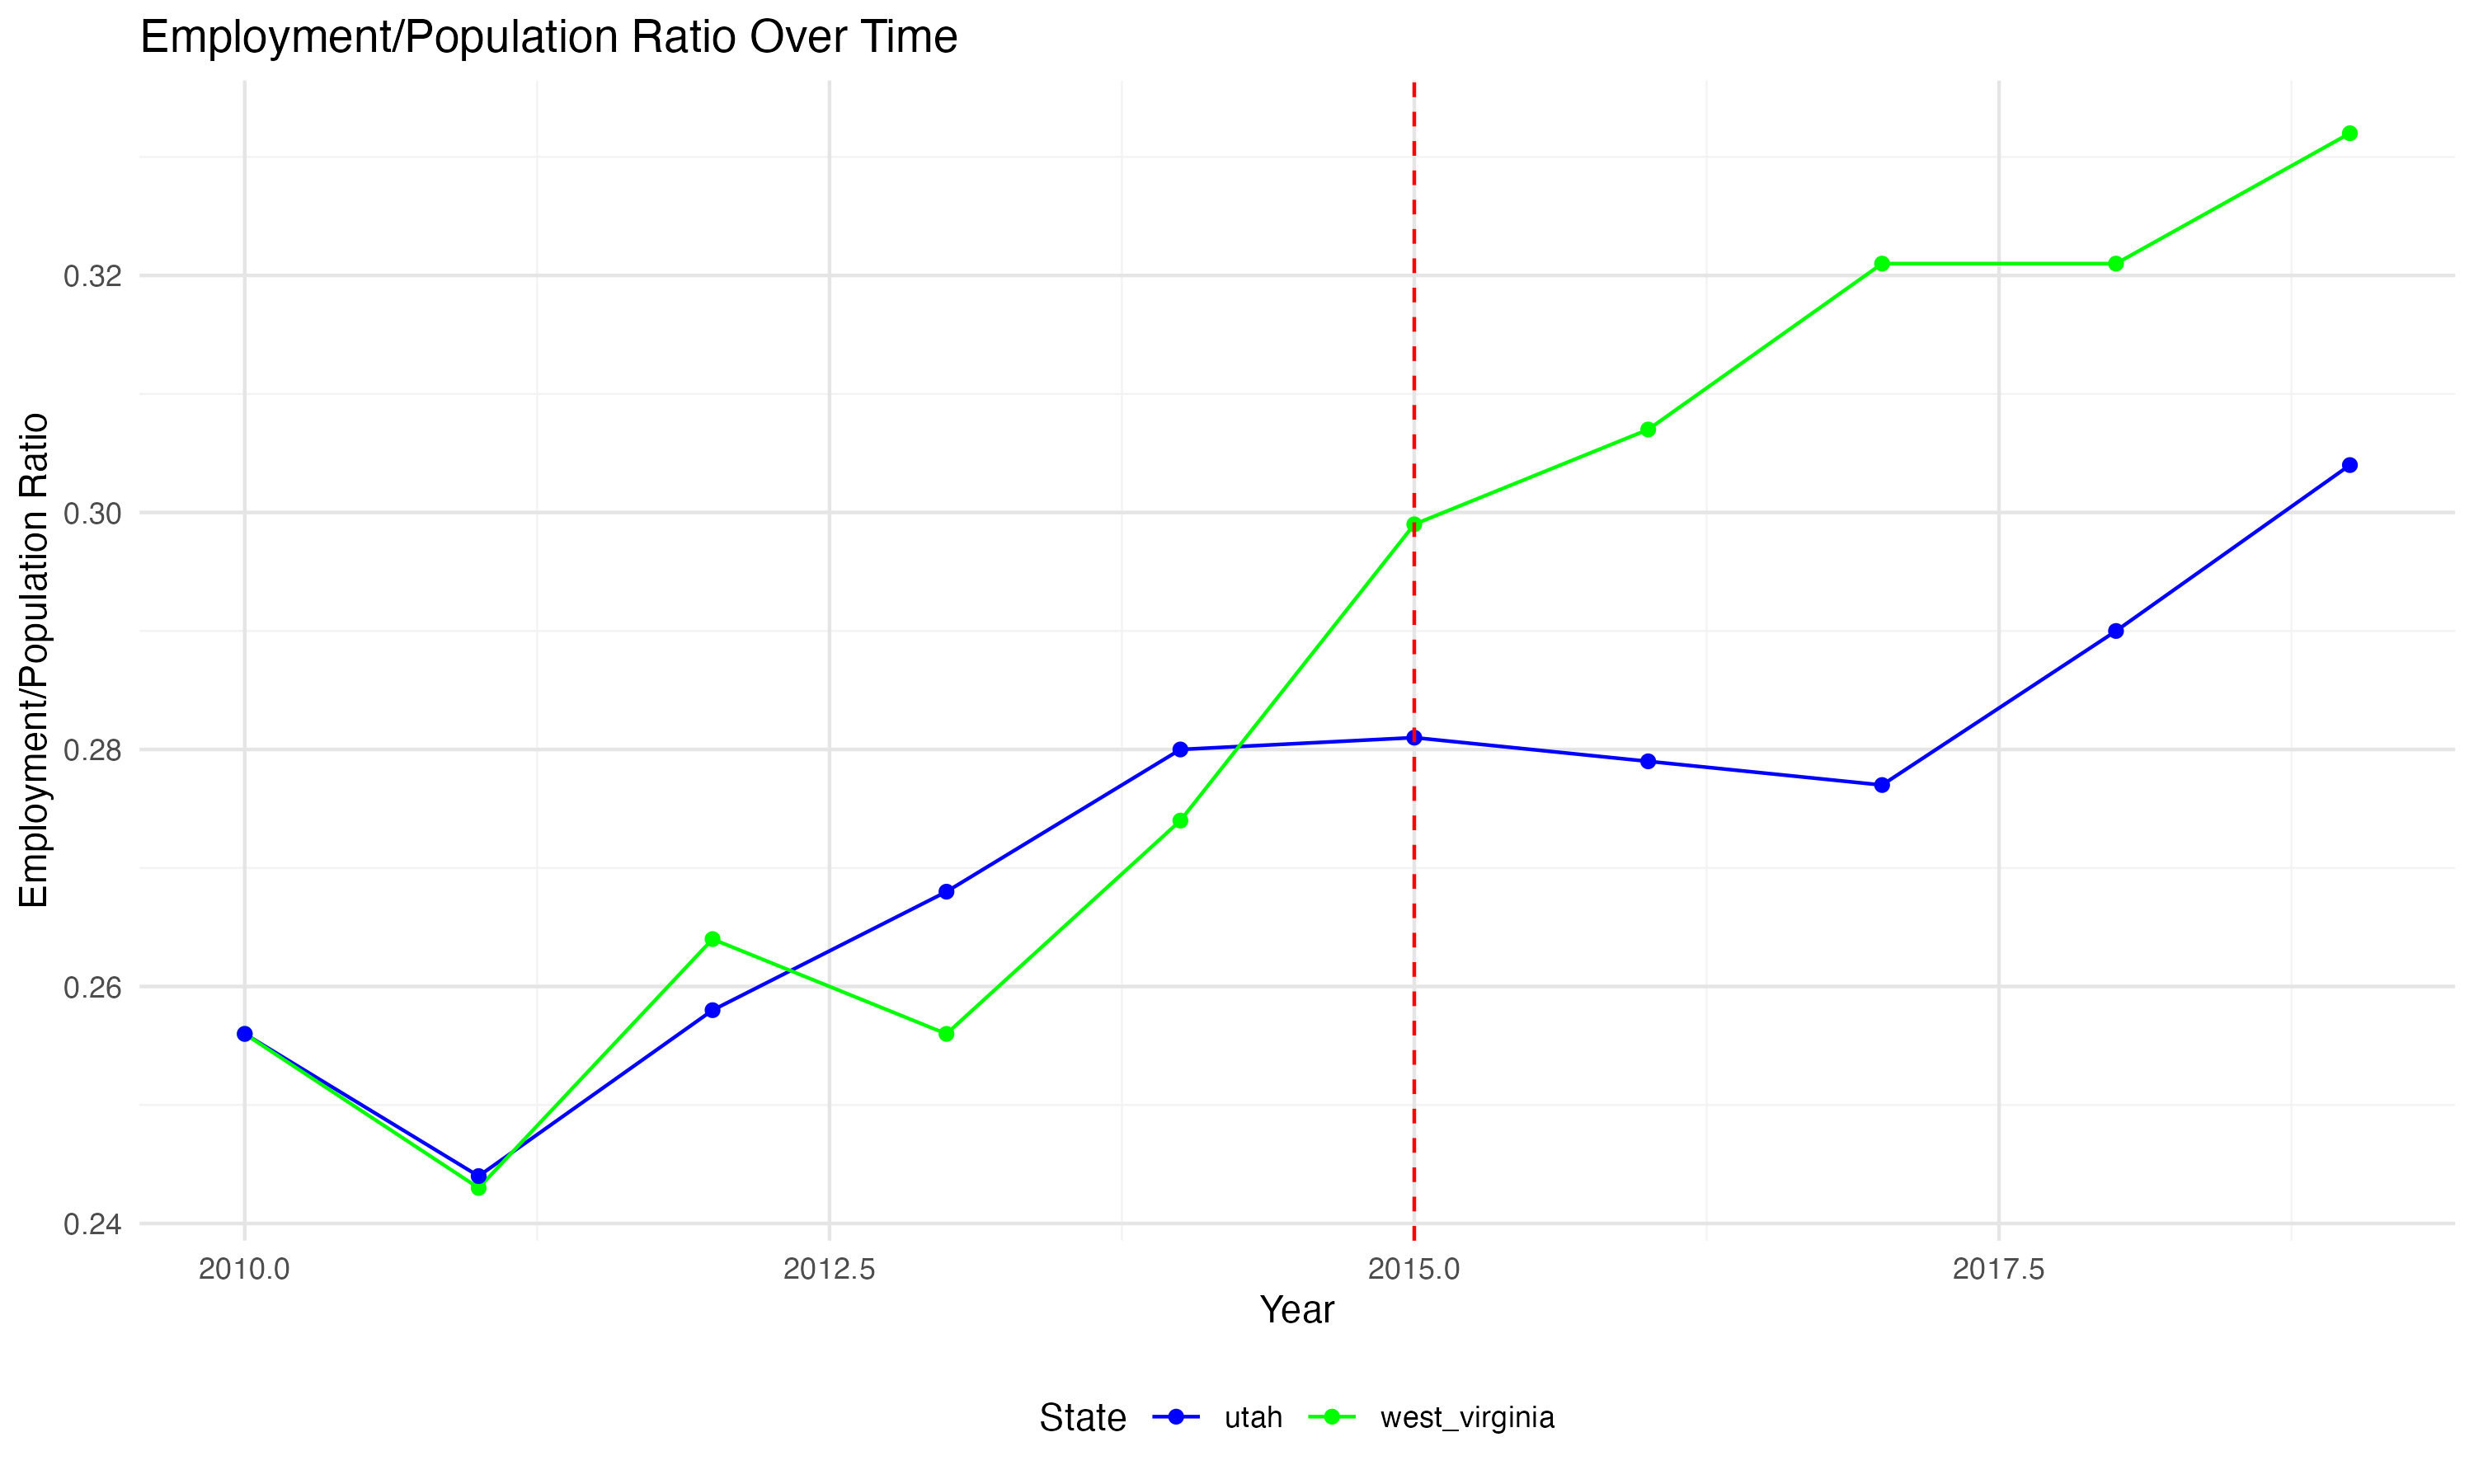 Employment/Population Ratio Over Time
Employment/Population Ratio
0.32
0.30
0.28
0.26
0.24
2010.0 2012.5 2015.0 2017.5
Year
State utah west_virginia